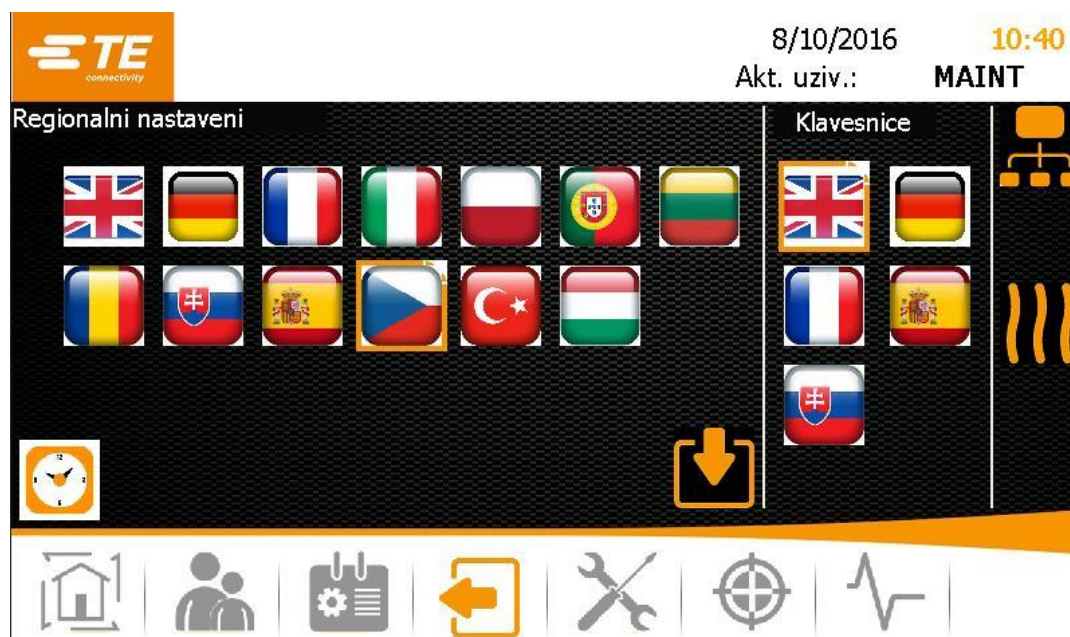 TE
connectivity
8/10/2016 10:40
Akt. uziv.: MAINT
Regionalni nastaveni
Klavesnice